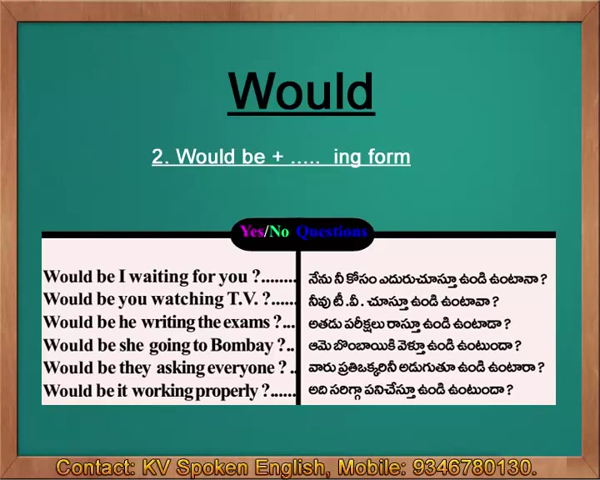 Would
2. Would be + ..... ing form
Yes/No Questions
Would be I waiting for you ?........
నేను నీ కోసం ఎదురుచూస్తూ ఉండి ఉంటానా ?
Would be you watching T.V. ?......
నీవు టీ .వీ . చూస్తూ ఉండి ఉంటావా ?
Would be he writing the exams ?...
అతడు పరీక్షలు రాస్తూ ఉండి ఉంటాడా ?
Would be she going to Bombay ?..
ఆమె బొంబాయికి వెళ్తూ ఉండి ఉంటుందా ?
Would be they asking everyone ? ..
వారు ప్రతిఒక్కరినీ అడుగుతూ ఉండి ఉంటారా ?
Would be it working properly ?......
అది సరిగ్గా పనిచేస్తూ ఉండి ఉంటుందా ?
Contact: KV Spoken English, Mobile: 9346780130.